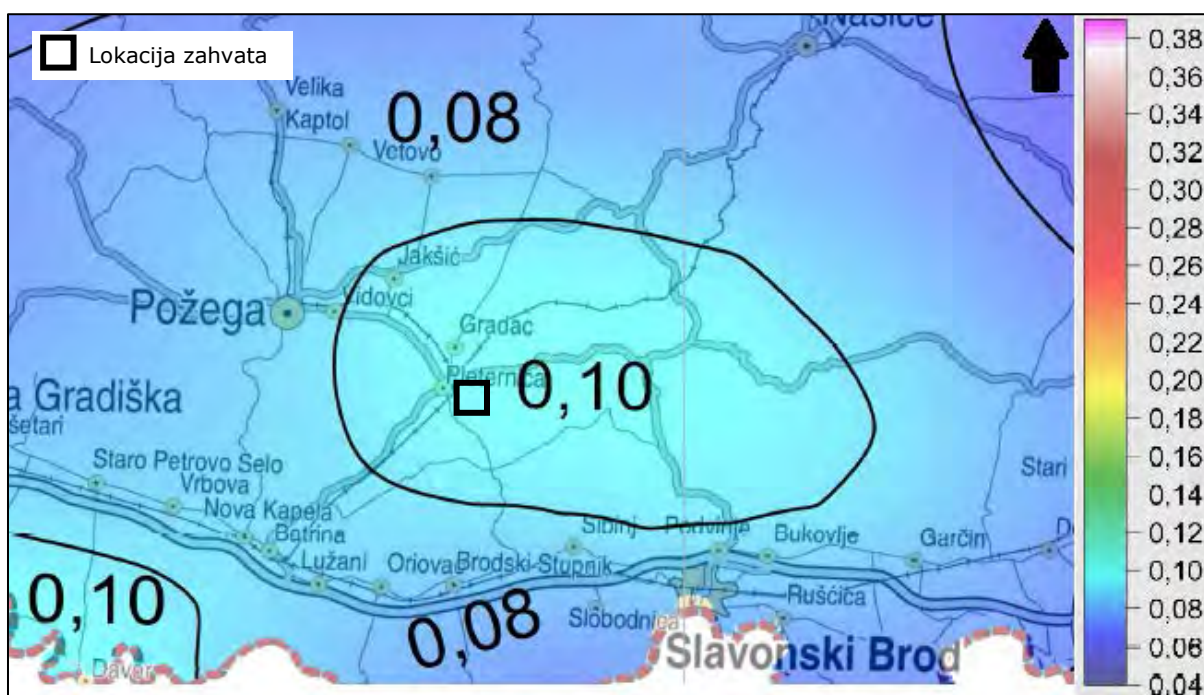 Lokacija zahvata
Našice
Velika
Kaptol
0,08
Vetovo
Jakšić
Vidovci
Požega
Gradac
Pleternica
0,10
a Gradiška
šetari
Staro Petrovo Selo
Vrbova
Nova Kapela
Batrina
Lužani
Oriovac
Brodski-Stupnik
Sibinj
Podvinje
Bukovlje
Garčin
Stari
0,10
0,08
Slobodnica
Ruščica
Slavonski Brod
Davor
0,38
0,36
0,34
0,32
0,30
0,28
0,26
0,24
0,22
0,20
0,18
0,16
0,14
0,12
0,10
0,08
0,06
0,04